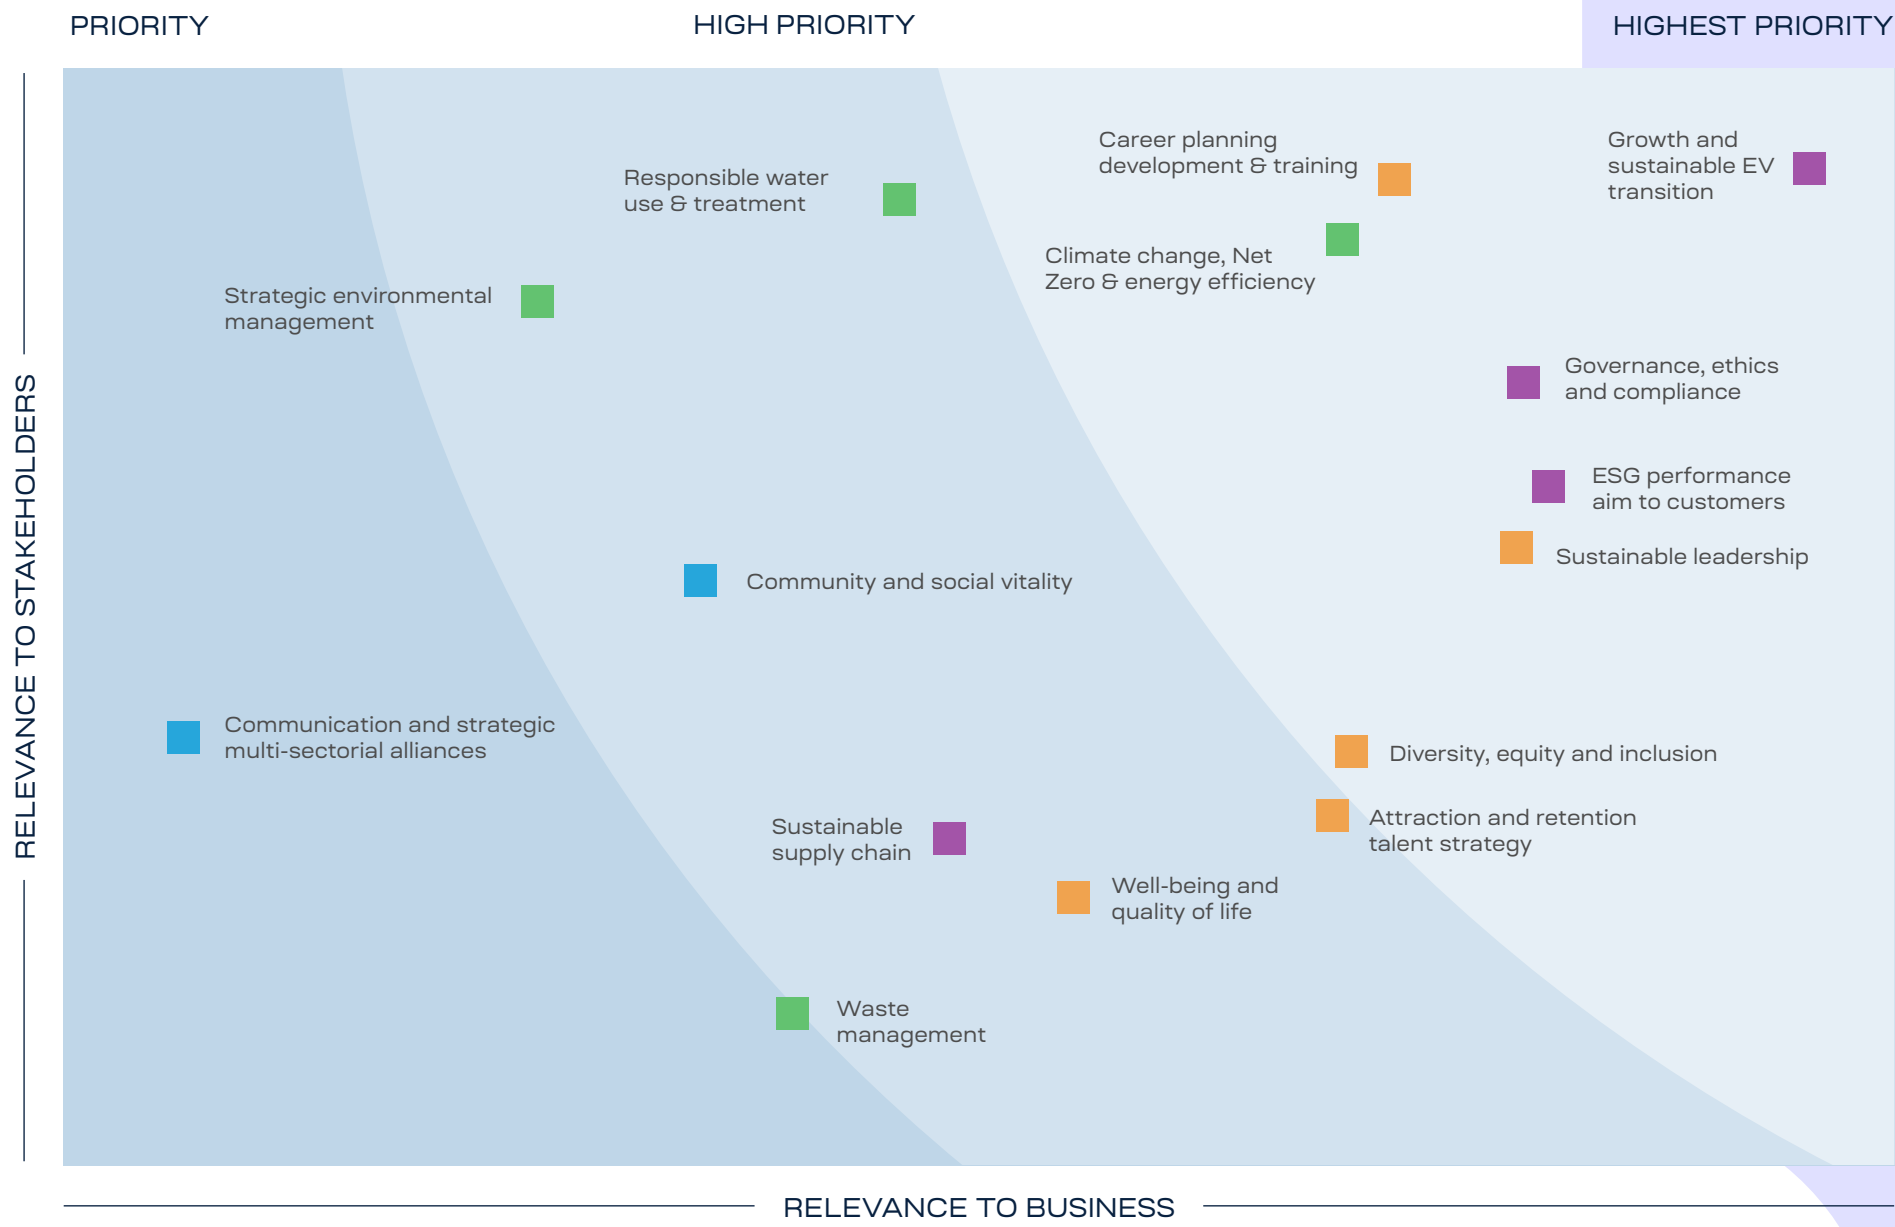 PRIORITY
HIGH PRIORITY
HIGHEST PRIORITY
RELEVANCE TO STAKEHOLDERS
Career planning
development & training
Growth and
sustainable EV
transition
Responsible water
use & treatment
Climate change, Net
Zero & energy efficiency
Strategic environmental
management
Governance, ethics
and compliance
ESG performance
aim to customers
Sustainable leadership
Community and social vitality
Communication and strategic
multi-sectorial alliances
Diversity, equity and inclusion
Attraction and retention
talent strategy
Sustainable
supply chain
Well-being and
quality of life
Waste
management
RELEVANCE TO BUSINESS